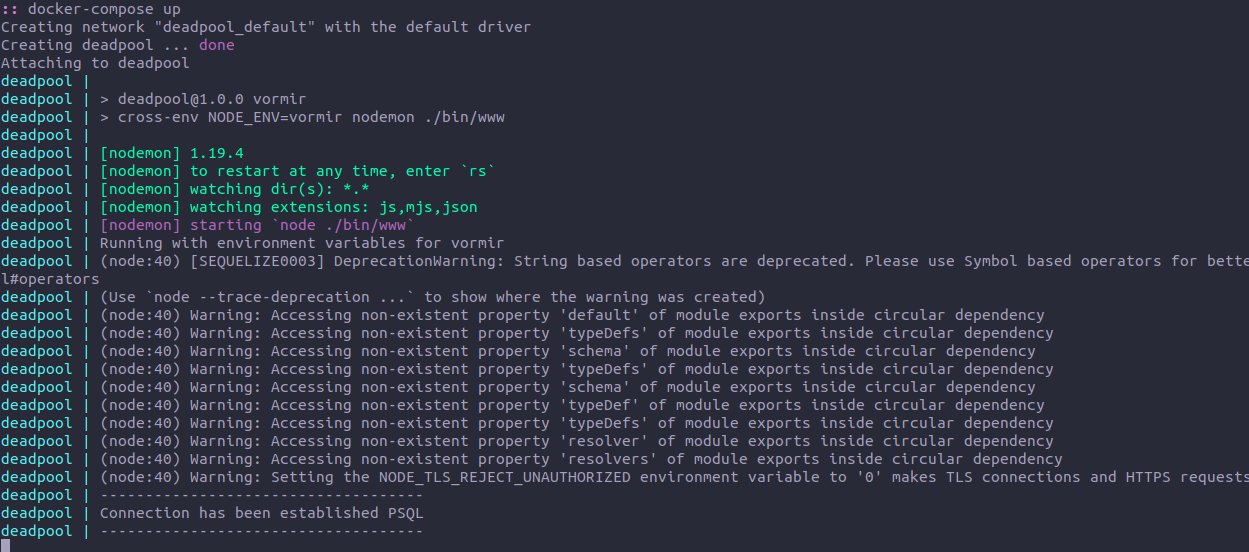 :: docker-compose up
Creating network "deadpool_default" with the default driver
Creating deadpool ... done
Attaching to deadpool
deadpool |
deadpool | > deadpool@1.0.0 vormir
deadpool | > cross-env NODE_ENV=vormir nodemon ./bin/www
deadpool |
deadpool | [nodemon] 1.19.4
deadpool | [nodemon] to restart at any time, enter `rs`
deadpool | [nodemon] watching dir(s): *.*
deadpool | [nodemon] watching extensions: js,mjs,json
deadpool | [nodemon] starting `node ./bin/www`
deadpool | Running with environment variables for vormir
deadpool | (node:40) [SEQUELIZE0003] DeprecationWarning: String based operators are deprecated. Please use Symbol based operators for bette
l#operators
deadpool | (Use `node --trace-deprecation ...` to show where the warning was created)
deadpool | (node:40) Warning: Accessing non-existent property 'default' of module exports inside circular dependency
deadpool | (node:40) Warning: Accessing non-existent property 'typeDefs' of module exports inside circular dependency
deadpool | (node:40) Warning: Accessing non-existent property 'schema' of module exports inside circular dependency
deadpool | (node:40) Warning: Accessing non-existent property 'typeDefs' of module exports inside circular dependency
deadpool | (node:40) Warning: Accessing non-existent property 'schema' of module exports inside circular dependency
deadpool | (node:40) Warning: Accessing non-existent property 'typeDef' of module exports inside circular dependency
deadpool | (node:40) Warning: Accessing non-existent property 'typeDefs' of module exports inside circular dependency
deadpool | (node:40) Warning: Accessing non-existent property 'resolver' of module exports inside circular dependency
deadpool | (node:40) Warning: Accessing non-existent property 'resolvers' of module exports inside circular dependency
deadpool | (node:40) Warning: Setting the NODE_TLS_REJECT_UNAUTHORIZED environment variable to '0' makes TLS connections and HTTPS requests
deadpool | ------------------------------------
deadpool | Connection has been established PSQL
deadpool | ------------------------------------